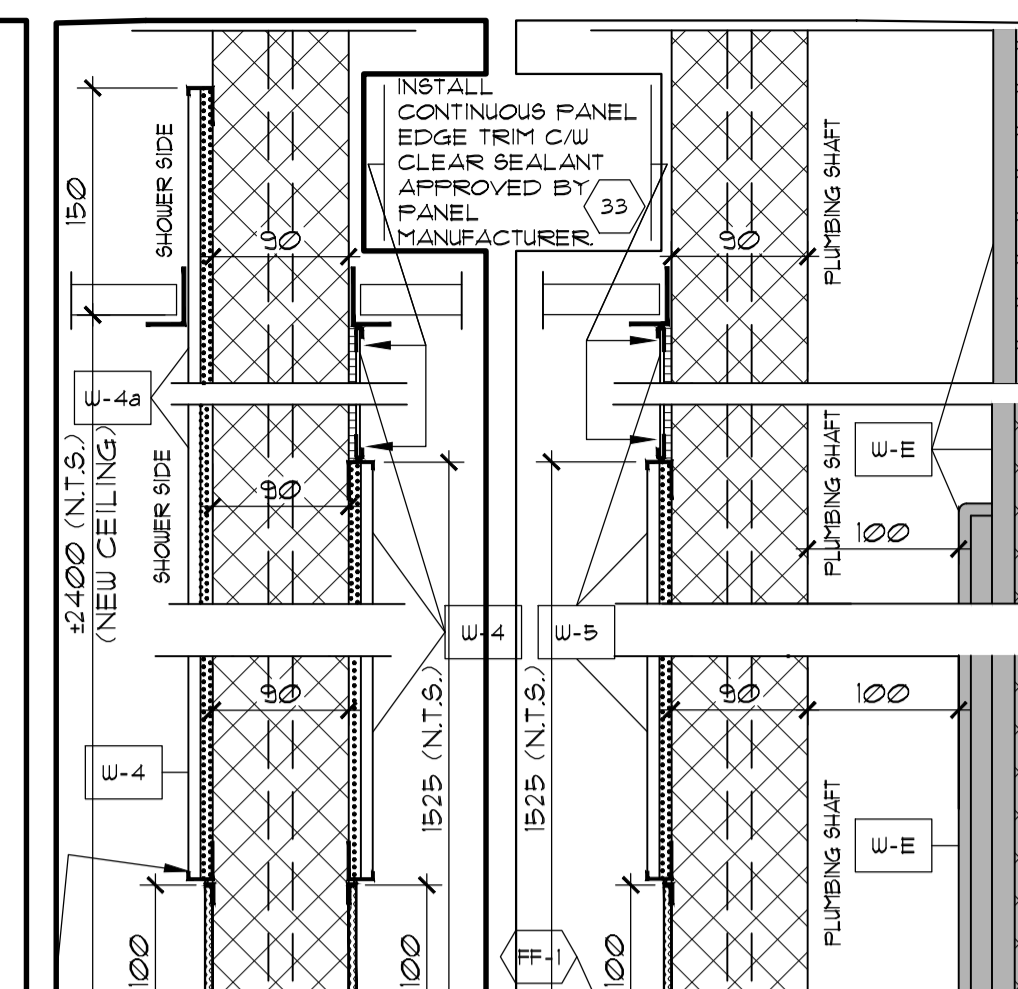 INSTALL
CONTINUOUS PANEL
EDGE TRIM C/W
CLEAR SEALANT
APPROVED BY
PANEL
MANUFACTURER.
33
150
SHOWER SIDE
90
90
PLUMBING SHAFT
W-4a
±2400 (N.T.S.)
(NEW CEILING)
SHOWER SIDE
90
PLUMBING SHAFT
W-E
100
W-4
W-5
90
90
100
W-4
1525 (N.T.S.)
1525 (N.T.S.)
PLUMBING SHAFT
W-E
100
100
FF-1
100